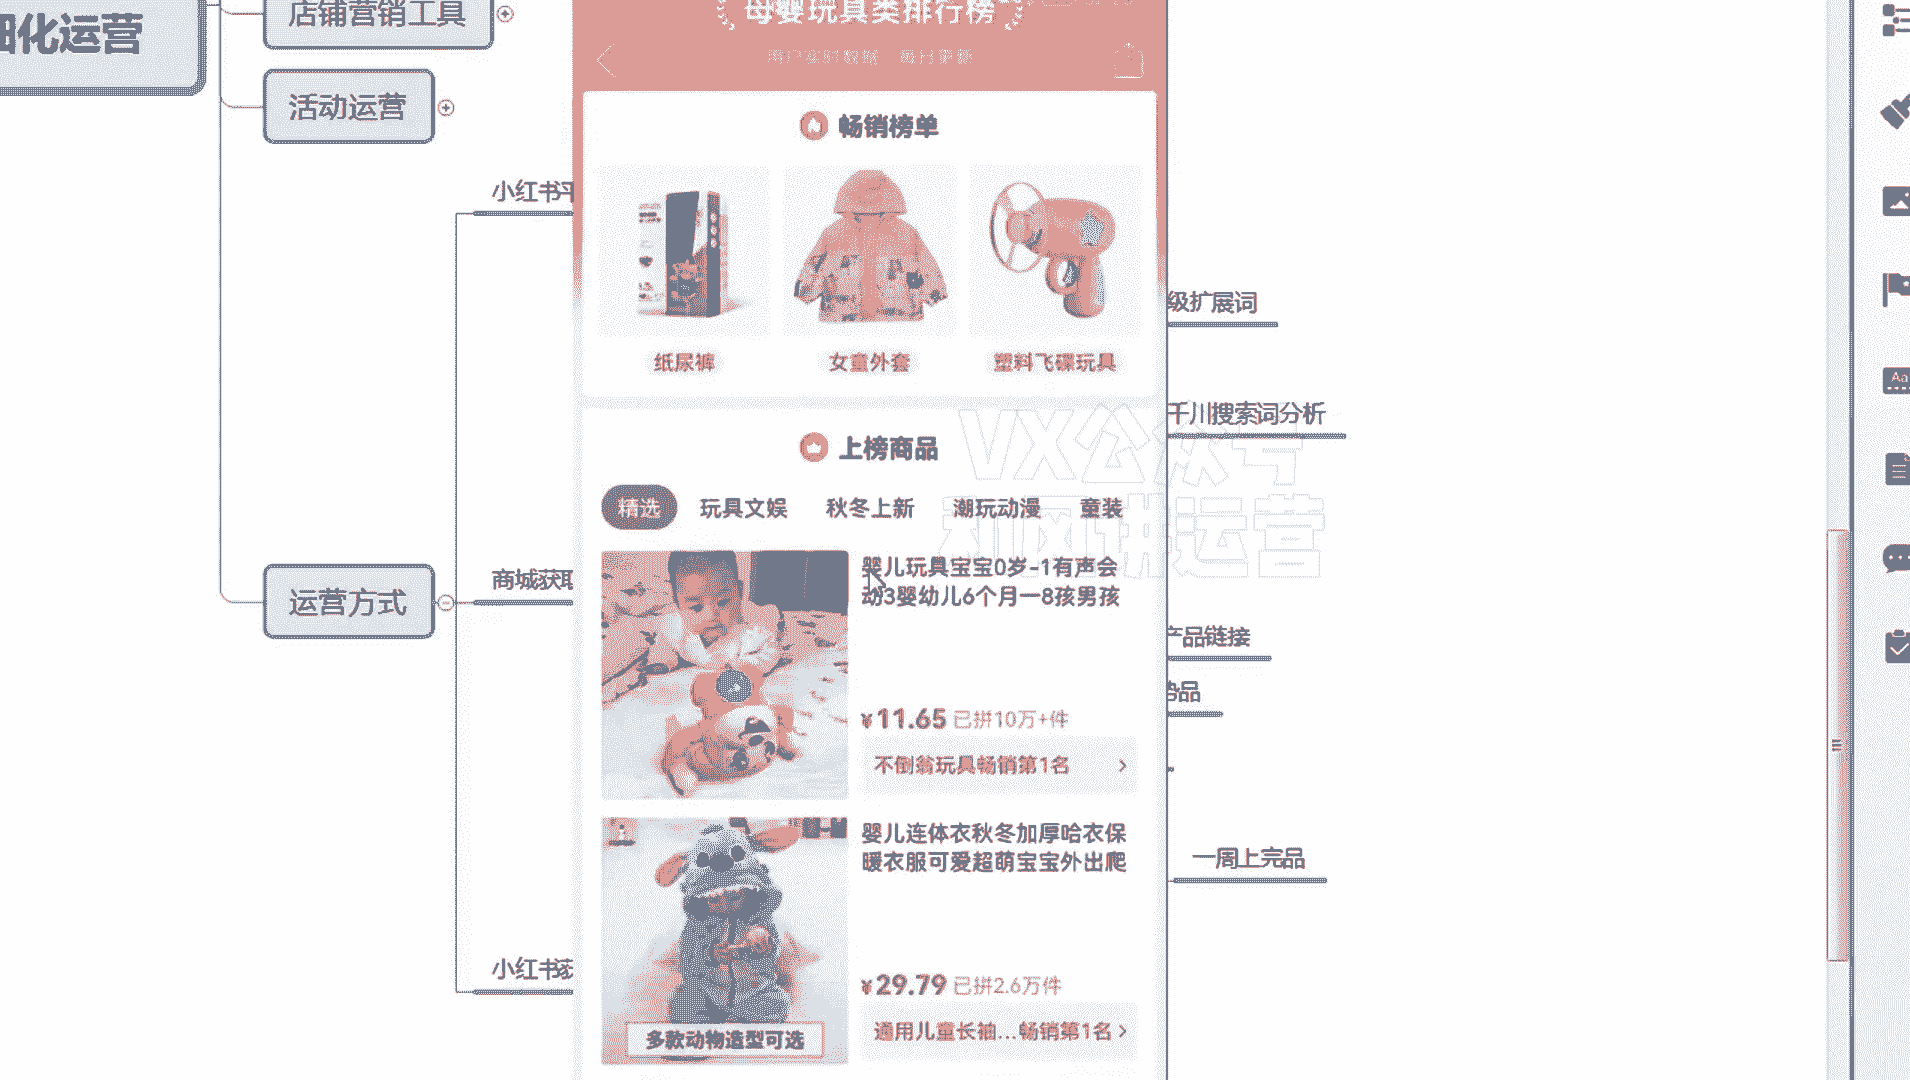 细化运营
店铺营销工具
活动运营
运营方式
小红书平
商城获取
小红书获
母婴玩具类排行榜
用户实时数据 每日更新
畅销榜单
纸尿裤
女童外套
塑料飞碟玩具
上榜商品
精选
玩具文娱
秋冬上新
潮玩动漫
童装
婴儿玩具宝宝0岁-1有声会
动3婴幼儿6个月一8孩男孩
¥11.65 已拼10万+件
不倒翁玩具畅销第1名
婴儿连体衣秋冬加厚哈衣保
暖衣服可爱超萌宝宝外出爬
多款动物造型可选
¥29.79 已拼2.6万件
通用儿童长袖...畅销第1名
级扩展词
千川搜索词分析
产品链接
一周上完品
VX公众号
利风讲运营
Aa